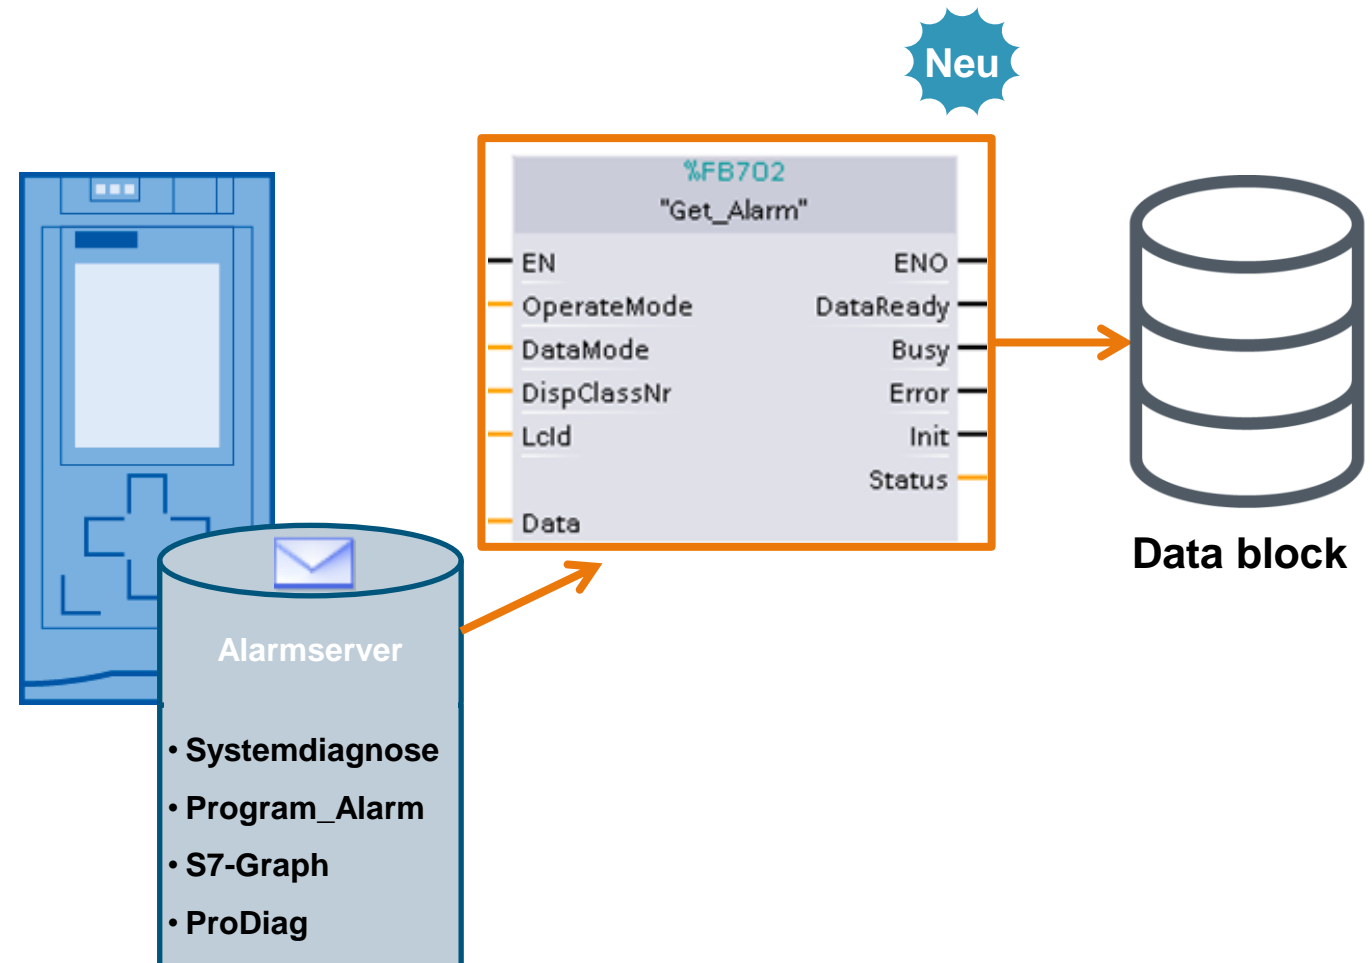 Neu
%FB702
"Get_Alarm"
EN ENO
OperateMode DataReady
DataMode Busy
DispClassNr Error
LcId Init
Status
Data
Data block
Alarmserver
• Systemdiagnose
• Program_Alarm
• S7-Graph
• ProDiag